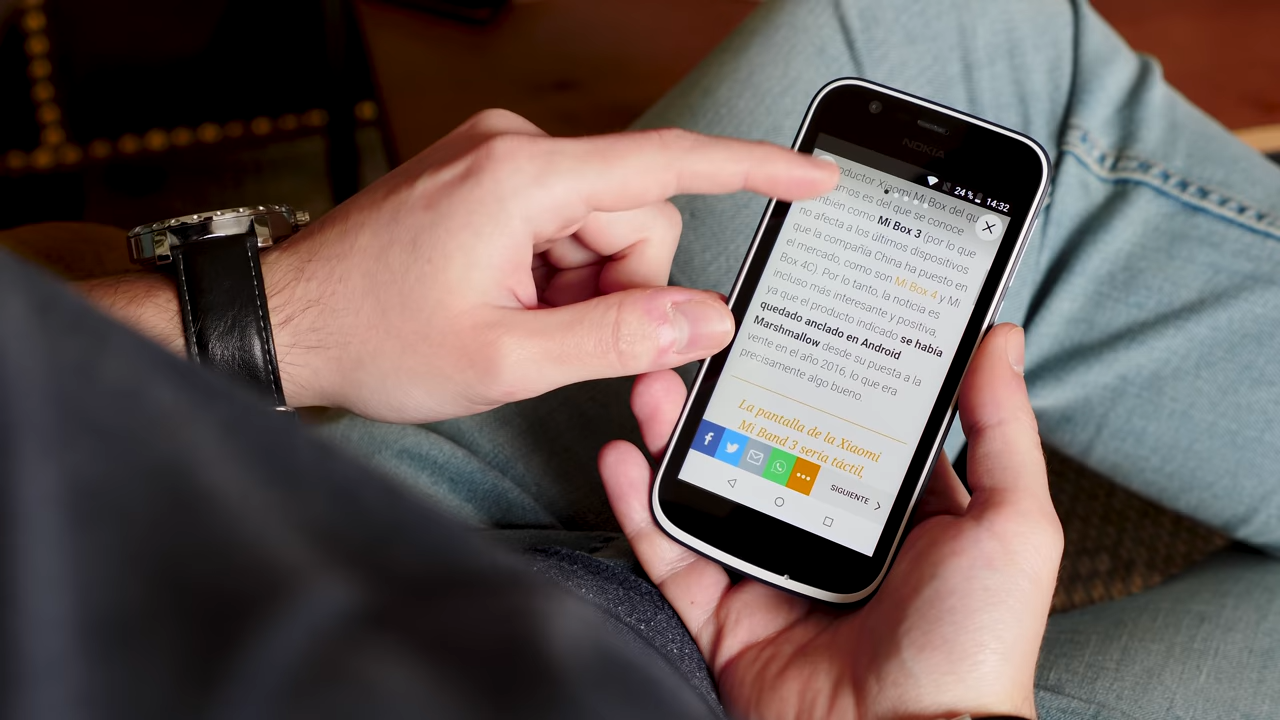 NOKIA
24 % 14:32
oductor Xiaomi Mi Box del qu
amos es del que se conoce
mbién como Mi Box 3 (por lo que
no afecta a los últimos dispositivos
que la compañía China ha puesto en
el mercado, como son Mi Box 4 y Mi
Box 4C). Por lo tanto, la noticia es
incluso más interesante y positiva,
ya que el producto indicado se había
quedado anclado en Android
Marshmallow desde su puesta a la
vente en el año 2016, lo que era
precisamente algo bueno.
La pantalla de la Xiaomi
Mi Band 3 sería táctil,
SIGUIENTE